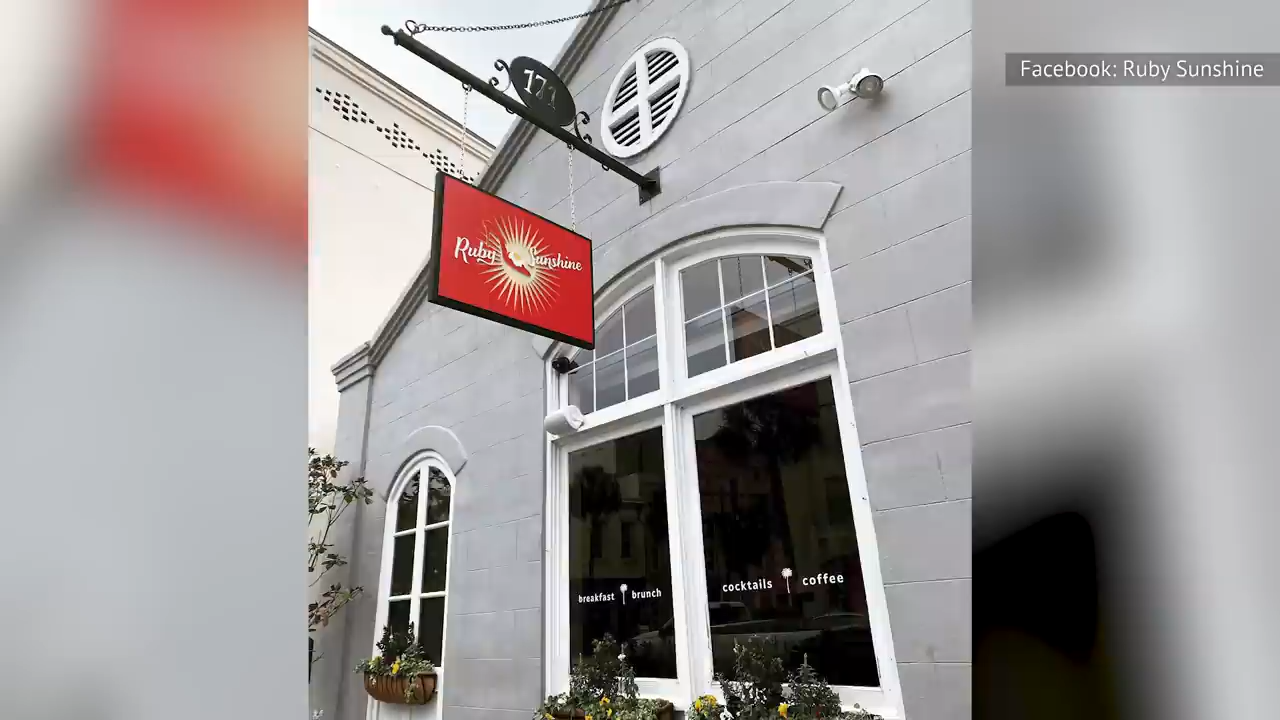 Facebook: Ruby Sunshine
171
Ruby Sunshine
breakfast brunch
cocktails coffee